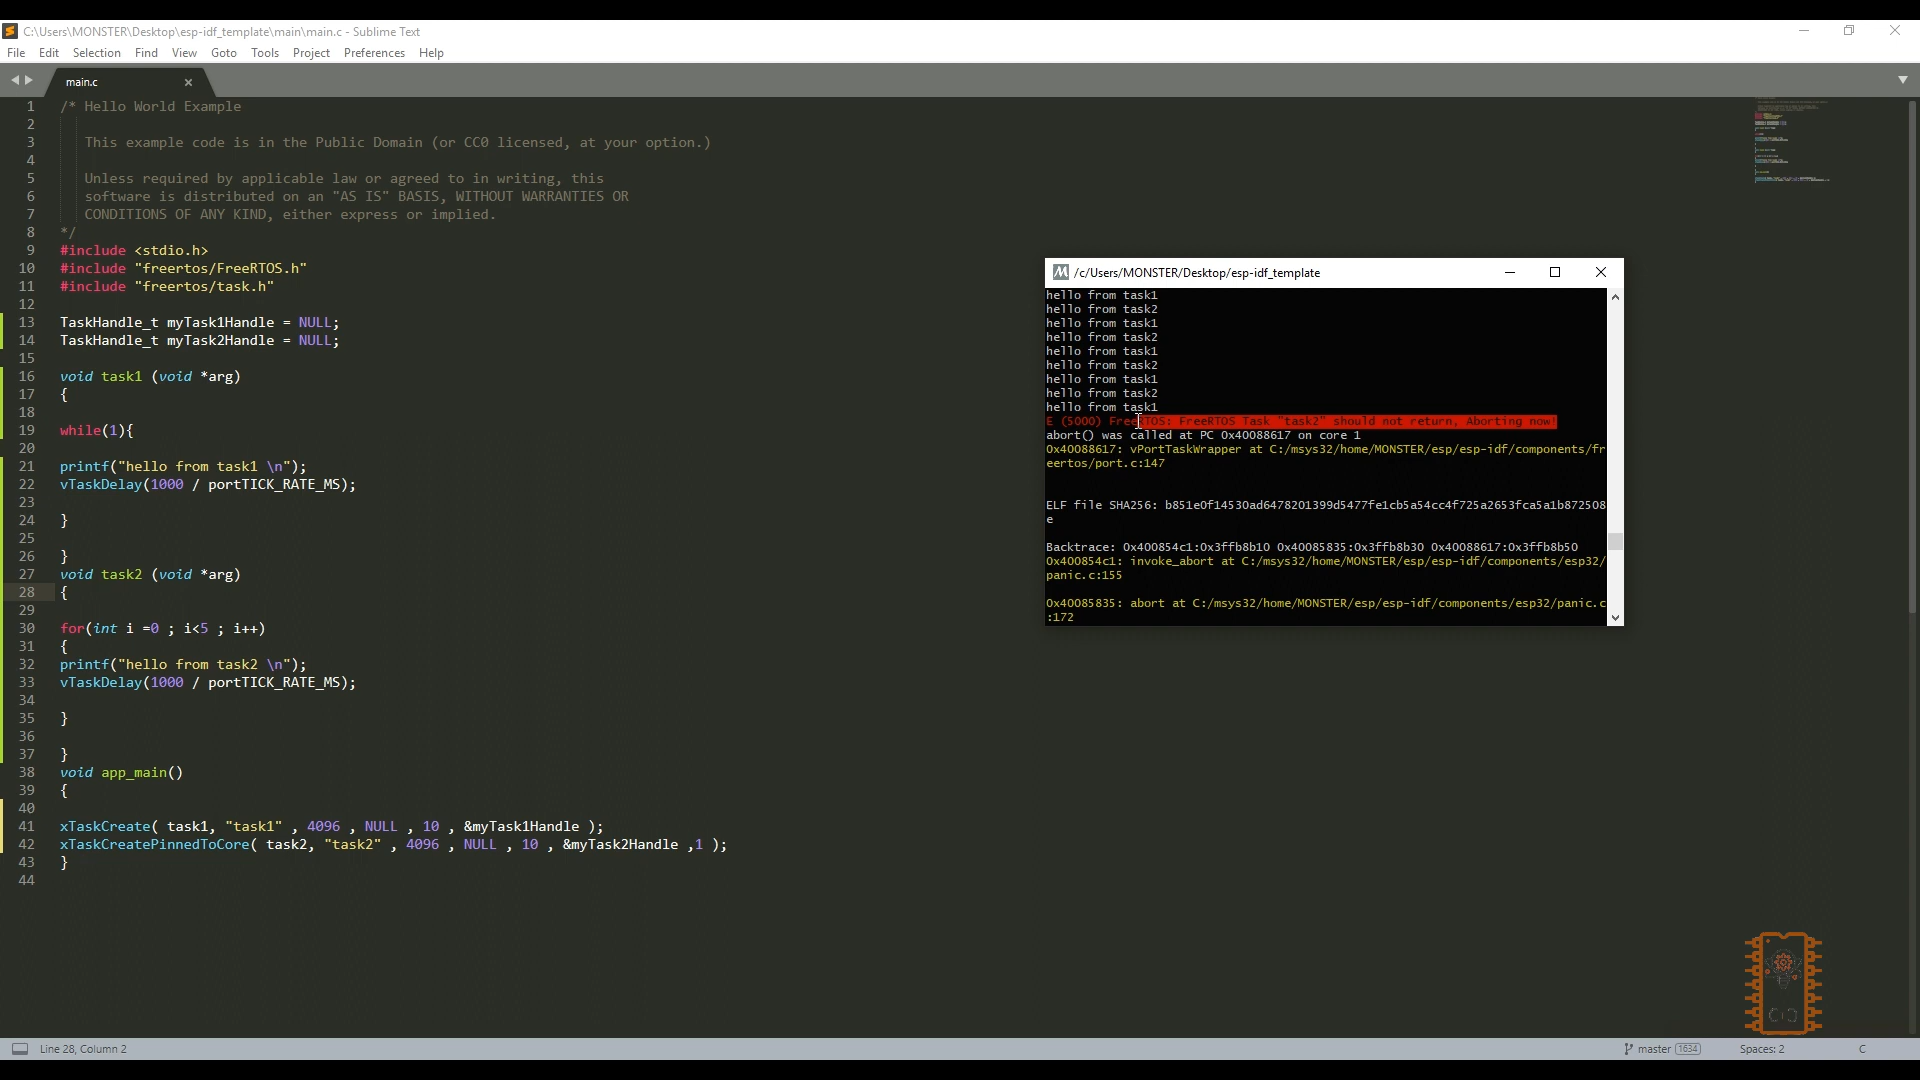 C:\Users\MONSTER\Desktop\esp-idf_template\main\main.c - Sublime Text
File Edit Selection Find View Goto Tools Project Preferences Help
main.c
1 /* Hello World Example
2
3 This example code is in the Public Domain (or CC0 licensed, at your option.)
4
5 Unless required by applicable law or agreed to in writing, this
6 software is distributed on an "AS IS" BASIS, WITHOUT WARRANTIES OR
7 CONDITIONS OF ANY KIND, either express or implied.
8 */
9 #include <stdio.h>
10 #include "freertos/FreeRTOS.h"
11 #include "freertos/task.h"
12
13 TaskHandle_t myTask1Handle = NULL;
14 TaskHandle_t myTask2Handle = NULL;
15
16 void task1 (void *arg)
17 {
18
19 while(1){
20
21 printf("hello from task1 \n");
22 vTaskDelay(1000 / portTICK_RATE_MS);
23
24 }
25
26 }
27 void task2 (void *arg)
28 {
29
30 for(int i =0 ; i<5 ; i++)
31 {
32 printf("hello from task2 \n");
33 vTaskDelay(1000 / portTICK_RATE_MS);
34
35 }
36
37 }
38 void app_main()
39 {
40
41 xTaskCreate( task1, "task1" , 4096 , NULL , 10 , &myTask1Handle );
42 xTaskCreatePinnedToCore( task2, "task2" , 4096 , NULL , 10 , &myTask2Handle ,1 );
43 }
44
/c/Users/MONSTER/Desktop/esp-idf_template
hello from task1
hello from task2
hello from task1
hello from task2
hello from task1
hello from task2
hello from task1
hello from task2
hello from task1
E (5000) FreeRTOS: FreeRTOS Task "task2" should not return, Aborting now!
abort() was called at PC 0x40088617 on core 1
0x40088617: vPortTaskWrapper at C:/msys32/home/MONSTER/esp/esp-idf/components/fr
eertos/port.c:147
ELF file SHA256: b851e0f14530ad6478201399d5477fe1cb5a54cc4f725a2653fca5a1b872508
e
Backtrace: 0x400854c1:0x3ffb8b10 0x40085835:0x3ffb8b30 0x40088617:0x3ffb8b50
0x400854c1: invoke_abort at C:/msys32/home/MONSTER/esp/esp-idf/components/esp32/
panic.c:155
0x40085835: abort at C:/msys32/home/MONSTER/esp/esp-idf/components/esp32/panic.c
:172
Line 28, Column 2
master 1634
Spaces: 2
C